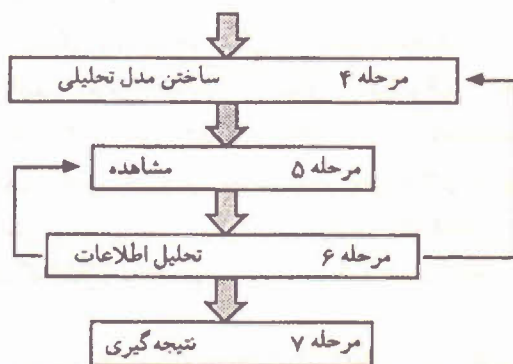 مرحله ۴ ساختن مدل تحلیلی
مرحله ۵ مشاهده
مرحله ۶ تحلیل اطلاعات
مرحله ۷ نتیجه‌گیری